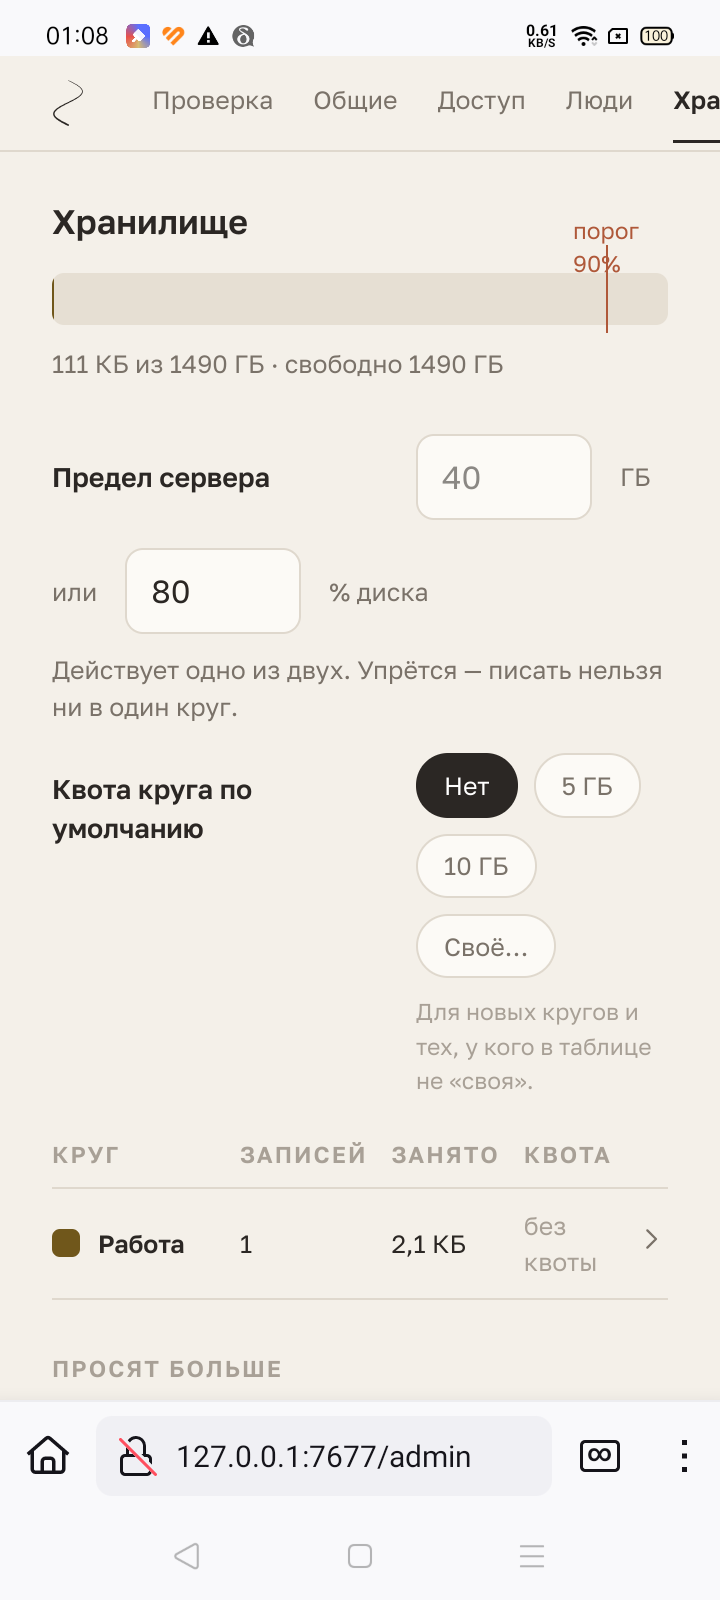 01:08
0.61
KB/S
100
Проверка Общие Доступ Люди Хра
Хранилище
порог
90%
111 КБ из 1490 ГБ · свободно 1490 ГБ
Предел сервера 40 ГБ
или 80 % диска
Действует одно из двух. Упрётся — писать нельзя
ни в один круг.
Квота круга по
умолчанию
Нет 5 ГБ
10 ГБ
Своё...
Для новых кругов и
тех, у кого в таблице
не «своя».
КРУГ ЗАПИСЕЙ ЗАНЯТО КВОТА
Работа 1 2,1 КБ без
квоты
ПРОСЯТ БОЛЬШЕ
127.0.0.1:7677/admin